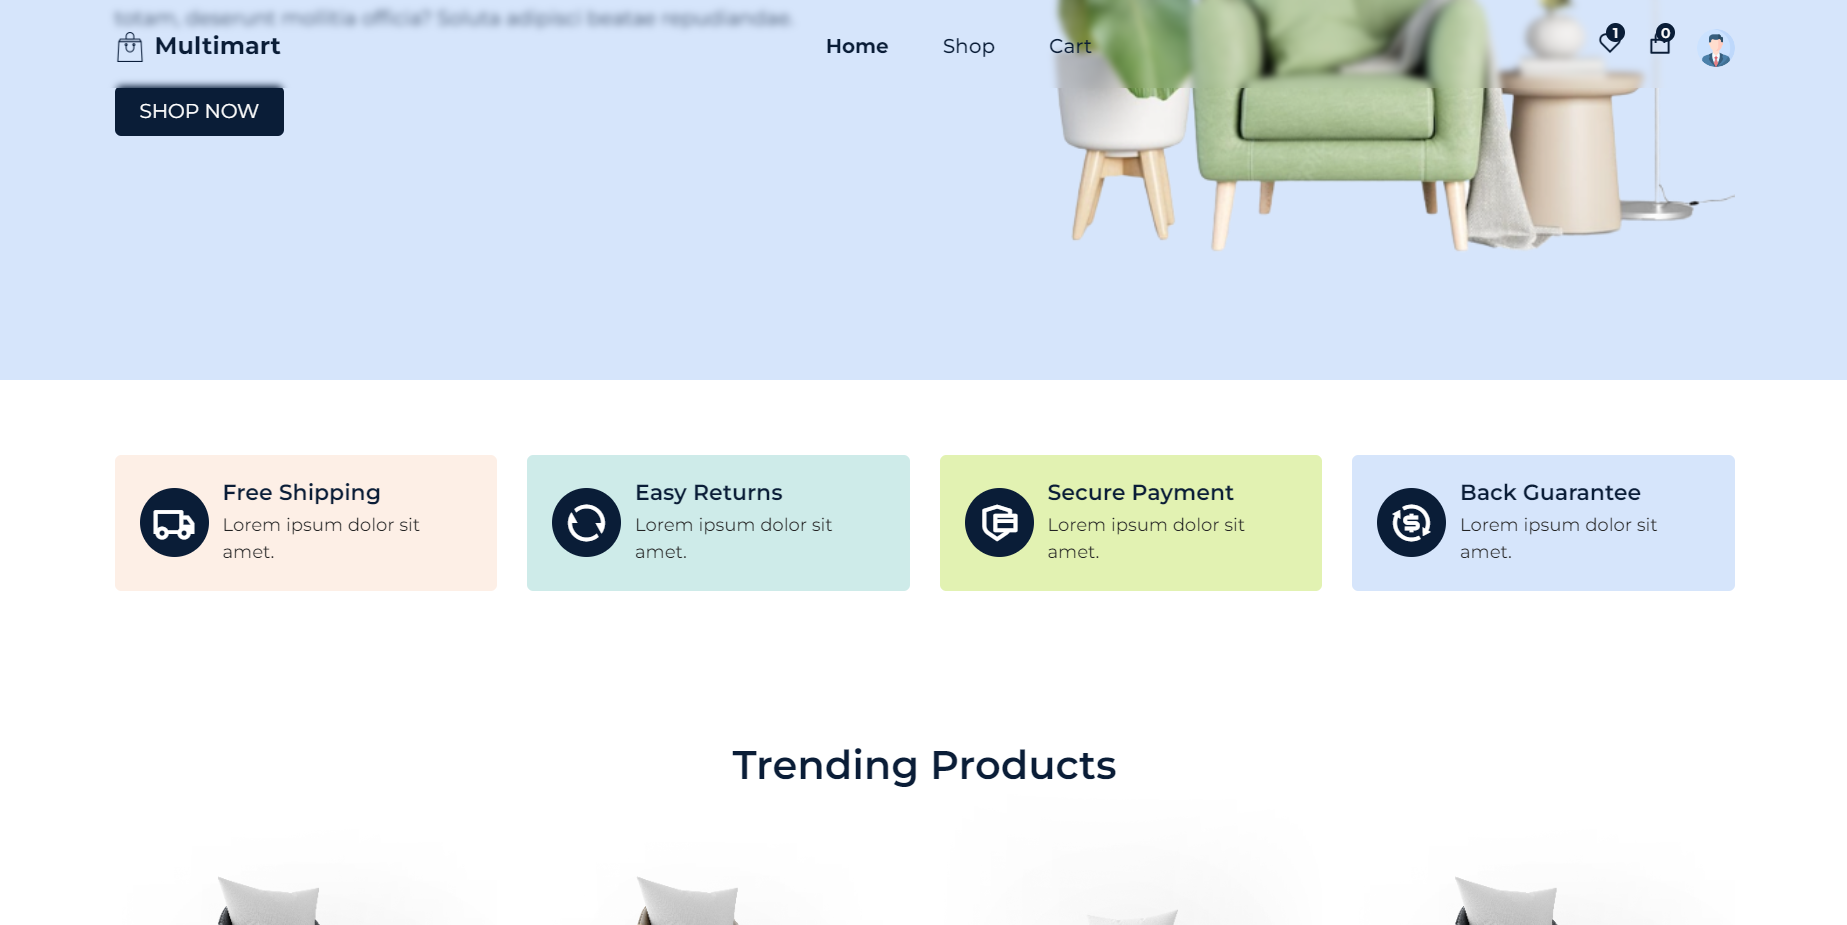 totam, deserunt mollitia officia? Soluta adipisci beatae repudiandae.
Multimart
Home
Shop
Cart
1
0
SHOP NOW
Free Shipping
Lorem ipsum dolor sit
amet.
Easy Returns
Lorem ipsum dolor sit
amet.
Secure Payment
Lorem ipsum dolor sit
amet.
Back Guarantee
Lorem ipsum dolor sit
amet.
Trending Products